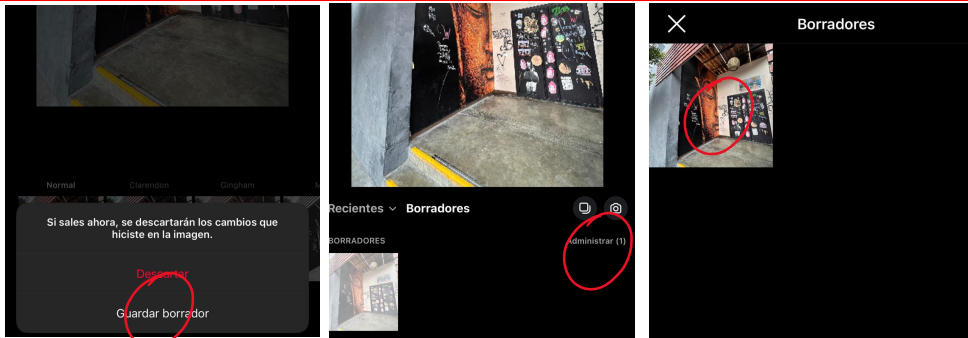 Normal
Clarendon
Gingham
Si sales ahora, se descartarán los cambios que
hiciste en la imagen.
Descartar
Guardar borrador
Recientes
Borradores
BORRADORES
Administrar (1)
Borradores